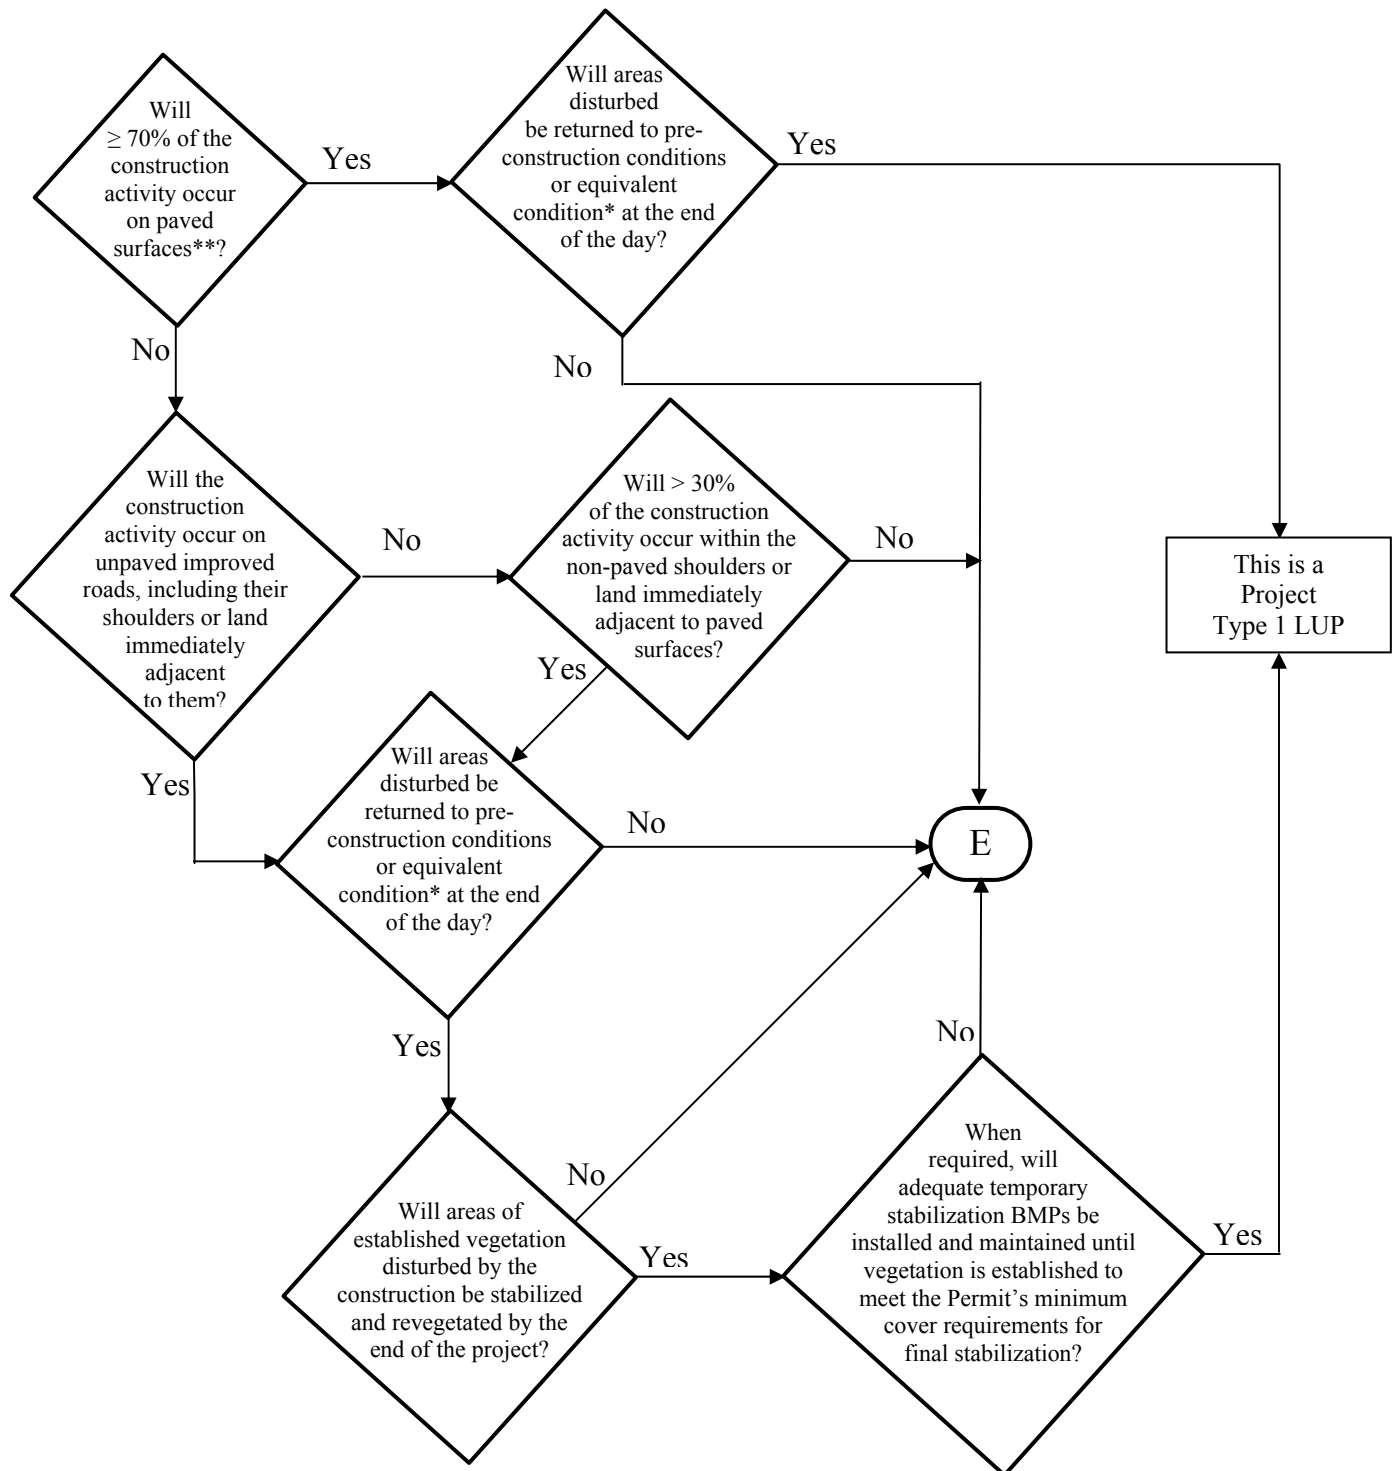 Will
≥ 70% of the
construction
activity occur
on paved
surfaces**?
Yes
Will areas
disturbed
be returned to pre-
construction conditions
or equivalent
condition* at the end
of the day?
Yes
No
No
Will the
construction
activity occur on
unpaved improved
roads, including their
shoulders or land
immediately
adjacent
to them?
No
Will > 30%
of the construction
activity occur within the
non-paved shoulders or
land immediately
adjacent to paved
surfaces?
No
This is a
Project
Type 1 LUP
Yes
Yes
Will areas
disturbed be
returned to pre-
construction conditions
or equivalent
condition* at the end
of the day?
No
E
Yes
No
No
Will areas of
established vegetation
disturbed by the
construction be stabilized
and revegetated by the
end of the project?
Yes
When
required, will
adequate temporary
stabilization BMPs be
installed and maintained until
vegetation is established to
meet the Permit's minimum
cover requirements for
final stabilization?
Yes